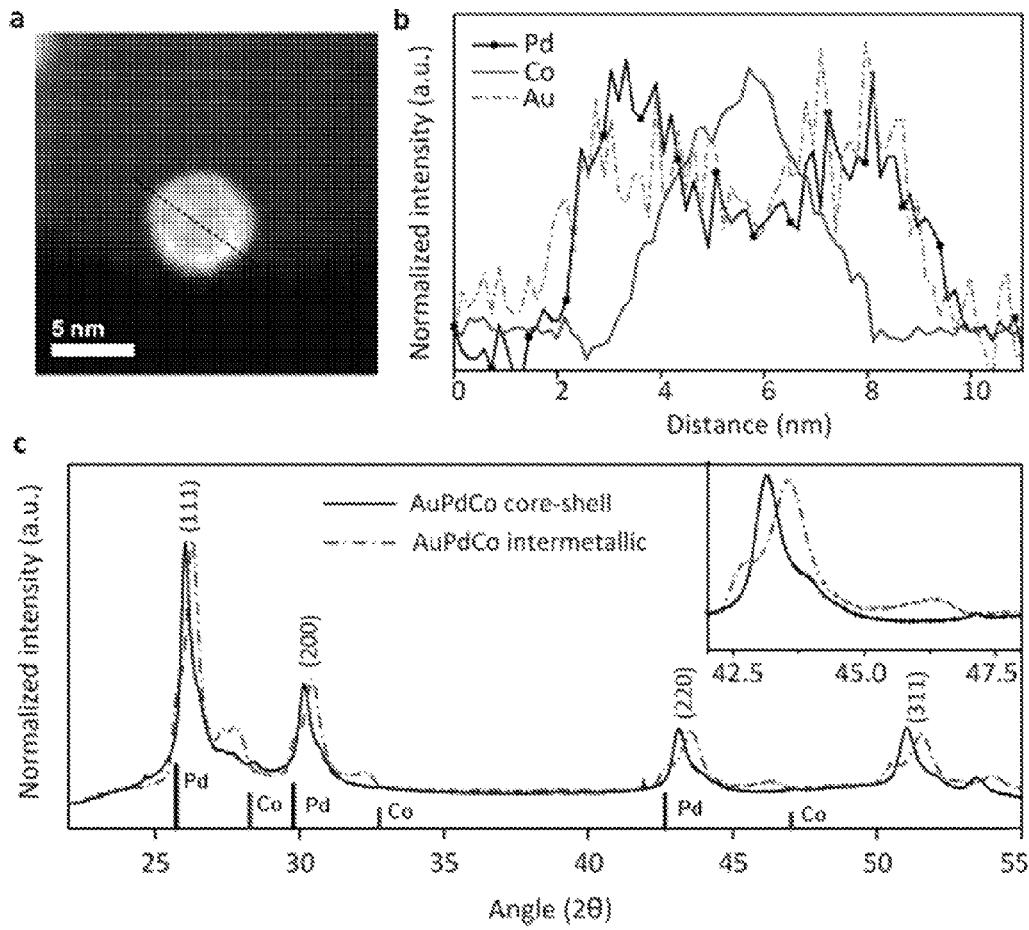 a
5 nm
b
Normalized intensity (a.u.)
Pd
Co
Au
0 2 4 6 8 10
Distance (nm)
c
Normalized intensity (a.u.)
AuPdCo core-shell
AuPdCo intermetallic
(111)
(200)
(220)
(311)
42.5 45.0 47.5
Pd
Co
Pd
Co
Pd
Co
25 30 35 40 45 50 55
Angle (2θ)